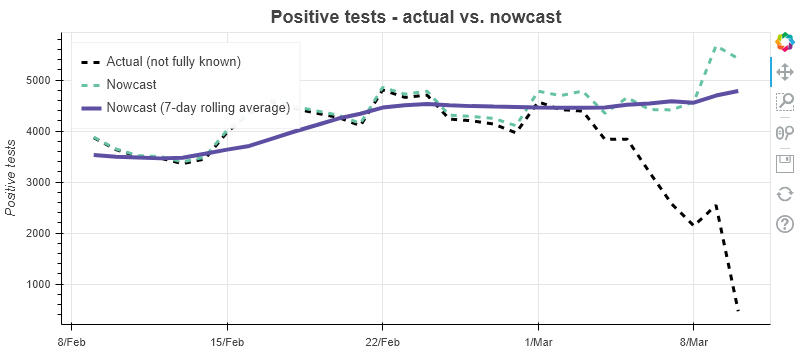 Positive tests - actual vs. nowcast
Actual (not fully known)
Nowcast
Nowcast (7-day rolling average)
Positive tests
5000
4000
3000
2000
1000
8/Feb
15/Feb
22/Feb
1/Mar
8/Mar